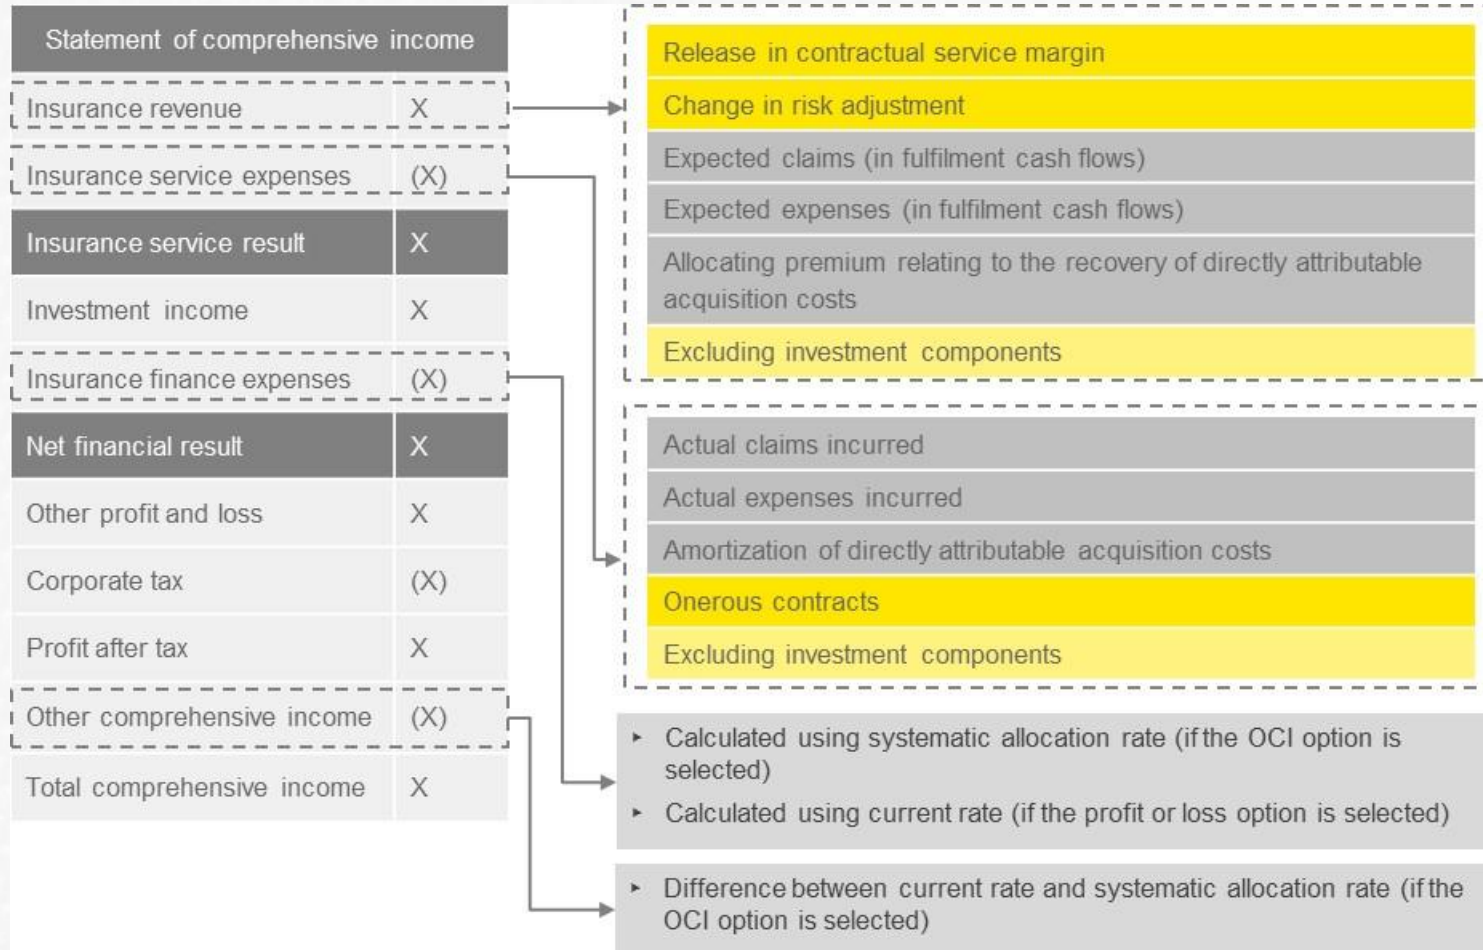 Statement of comprehensive income
Insurance revenue X
Insurance service expenses (X)
Insurance service result X
Investment income X
Insurance finance expenses (X)
Net financial result X
Other profit and loss X
Corporate tax (X)
Profit after tax X
Other comprehensive income (X)
Total comprehensive income X
Release in contractual service margin
Change in risk adjustment
Expected claims (in fulfilment cash flows)
Expected expenses (in fulfilment cash flows)
Allocating premium relating to the recovery of directly attributable
acquisition costs
Excluding investment components
Actual claims incurred
Actual expenses incurred
Amortization of directly attributable acquisition costs
Onerous contracts
Excluding investment components
► Calculated using systematic allocation rate (if the OCI option is
selected)
► Calculated using current rate (if the profit or loss option is selected)
► Difference between current rate and systematic allocation rate (if the
OCI option is selected)